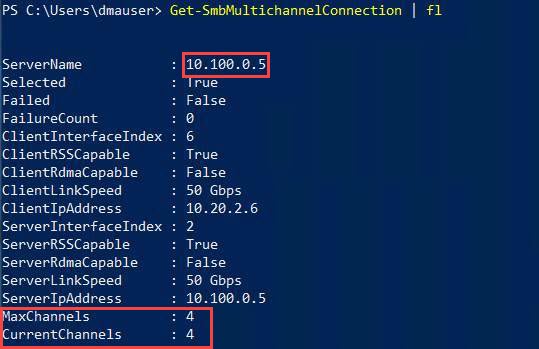 PS C:\Users\dmauser> Get-SmbMultichannelConnection | fl
ServerName           : 10.100.0.5
Selected             : True
Failed               : False
FailureCount         : 0
ClientInterfaceIndex : 6
ClientRSSCapable     : True
ClientRdmaCapable    : False
ClientLinkSpeed      : 50 Gbps
ClientIpAddress      : 10.20.2.6
ServerInterfaceIndex : 2
ServerRSSCapable     : True
ServerRdmaCapable    : False
ServerLinkSpeed      : 50 Gbps
ServerIpAddress      : 10.100.0.5
MaxChannels          : 4
CurrentChannels      : 4